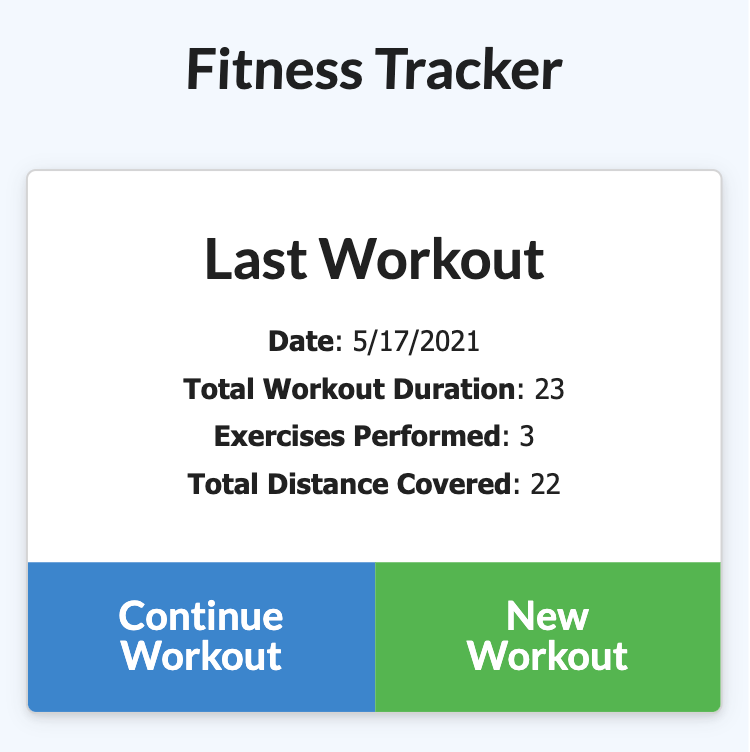 Fitness Tracker
Last Workout
Date: 5/17/2021
Total Workout Duration: 23
Exercises Performed: 3
Total Distance Covered: 22
Continue
Workout
New
Workout